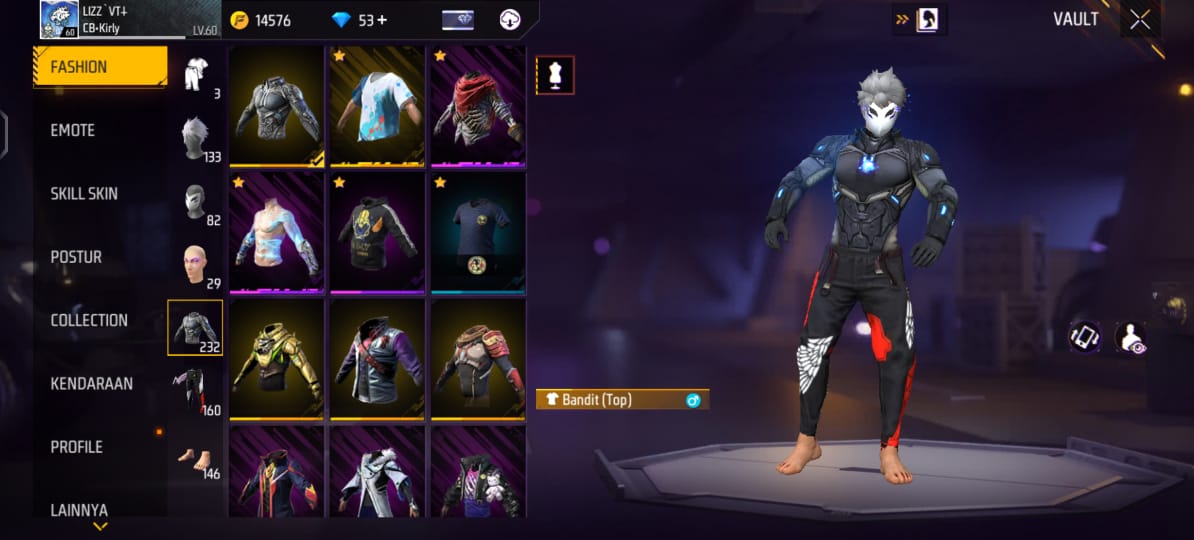 LIZZ`VT+
CB•Kirly
60
LV.60
14576
53 +
VAULT
FASHION
EMOTE
SKILL SKIN
POSTUR
COLLECTION
KENDARAAN
PROFILE
LAINNYA
3
133
82
29
232
160
146
Bandit (Top)